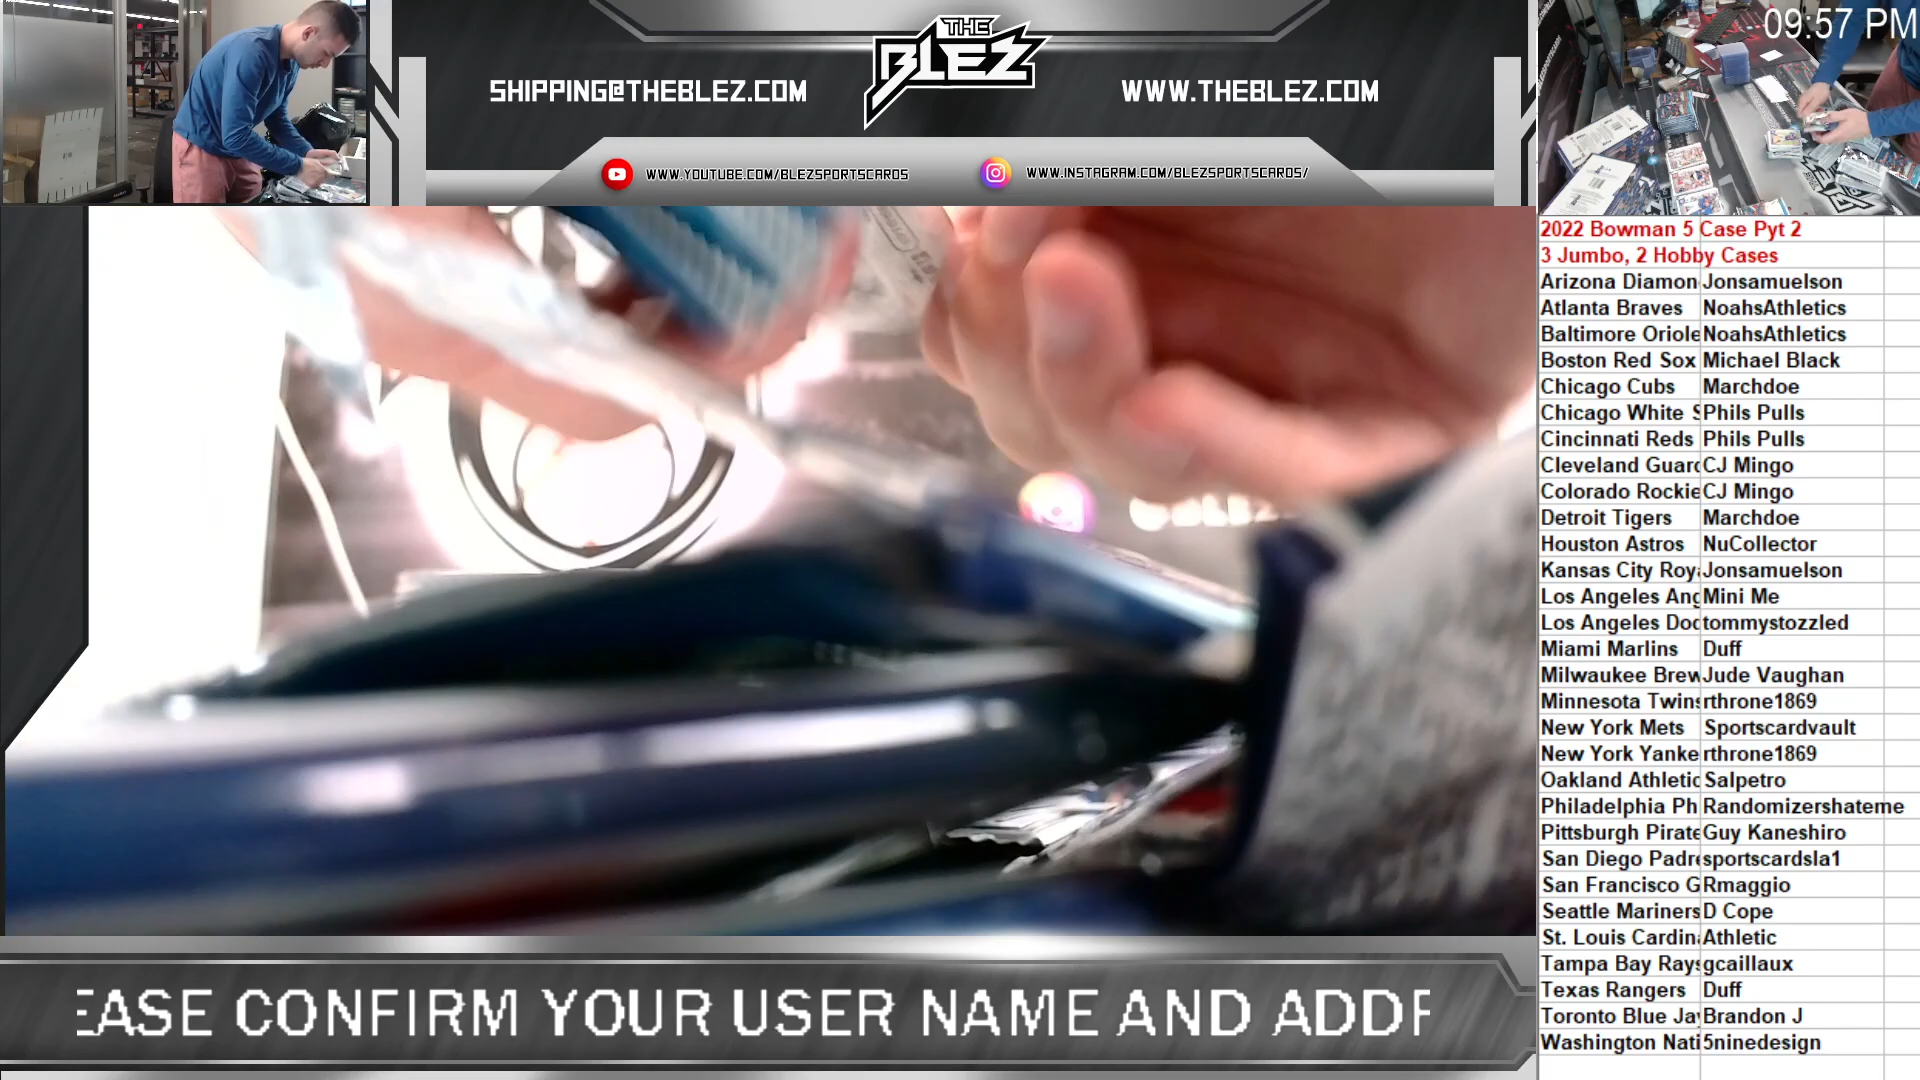 THE
BLEZ
SHIPPING@THEBLEZ.COM
WWW.THEBLEZ.COM
WWW.YOUTUBE.COM/BLEZSPORTSCARDS
WWW.INSTAGRAM.COM/BLEZSPORTSCARDS/
09:57 PM
2022 Bowman 5 Case Pyt 2
3 Jumbo, 2 Hobby Cases
Arizona Diamon Jonsamuelson
Atlanta Braves NoahsAthletics
Baltimore Oriole NoahsAthletics
Boston Red Sox Michael Black
Chicago Cubs Marchdoe
Chicago White S Phils Pulls
Cincinnati Reds Phils Pulls
Cleveland Guard CJ Mingo
Colorado Rockie CJ Mingo
Detroit Tigers Marchdoe
Houston Astros NuCollector
Kansas City Roya Jonsamuelson
Los Angeles Ang Mini Me
Los Angeles Dod tommystozzled
Miami Marlins Duff
Milwaukee Brew Jude Vaughan
Minnesota Twins rthrone1869
New York Mets Sportscardvault
New York Yanke rthrone1869
Oakland Athletic Salpetro
Philadelphia Ph Randomizershateme
Pittsburgh Pirate Guy Kaneshiro
San Diego Padre sportscardsla1
San Francisco G Rmaggio
Seattle Mariners D Cope
St. Louis Cardina Athletic
Tampa Bay Rays gcaillaux
Texas Rangers Duff
Toronto Blue Jay Brandon J
Washington Nati 5ninedesign
EASE CONFIRM YOUR USER NAME AND ADDR